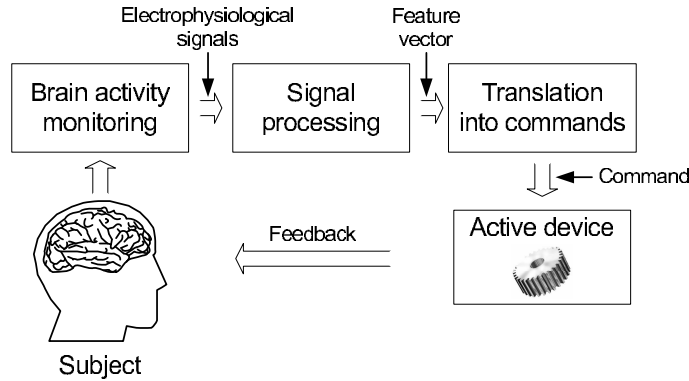 Electrophysiological
signals
Feature
vector
Brain activity
monitoring
Signal
processing
Translation
into commands
Command
Active device
Feedback
Subject